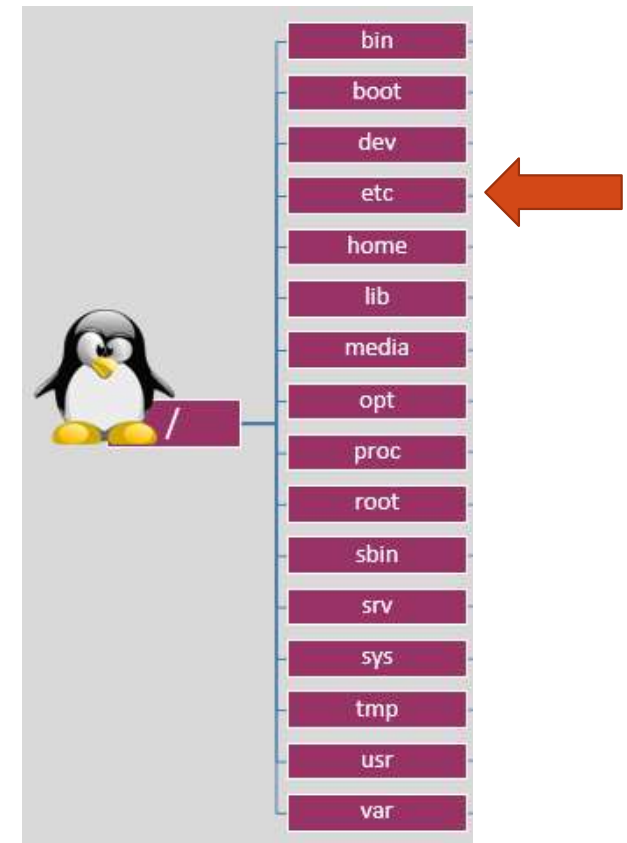 bin
boot
dev
etc
home
lib
media
/
opt
proc
root
sbin
srv
sys
tmp
usr
var